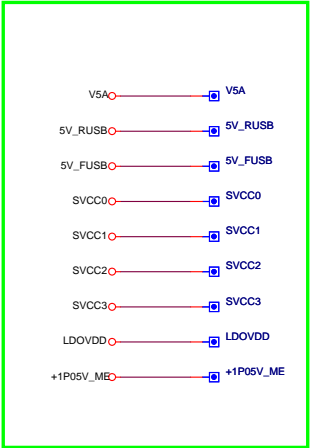 V5A V5A
5V_RUSB 5V_RUSB
5V_FUSB 5V_FUSB
SVCC0 SVCC0
SVCC1 SVCC1
SVCC2 SVCC2
SVCC3 SVCC3
LDOVDD LDOVDD
+1P05V_ME +1P05V_ME